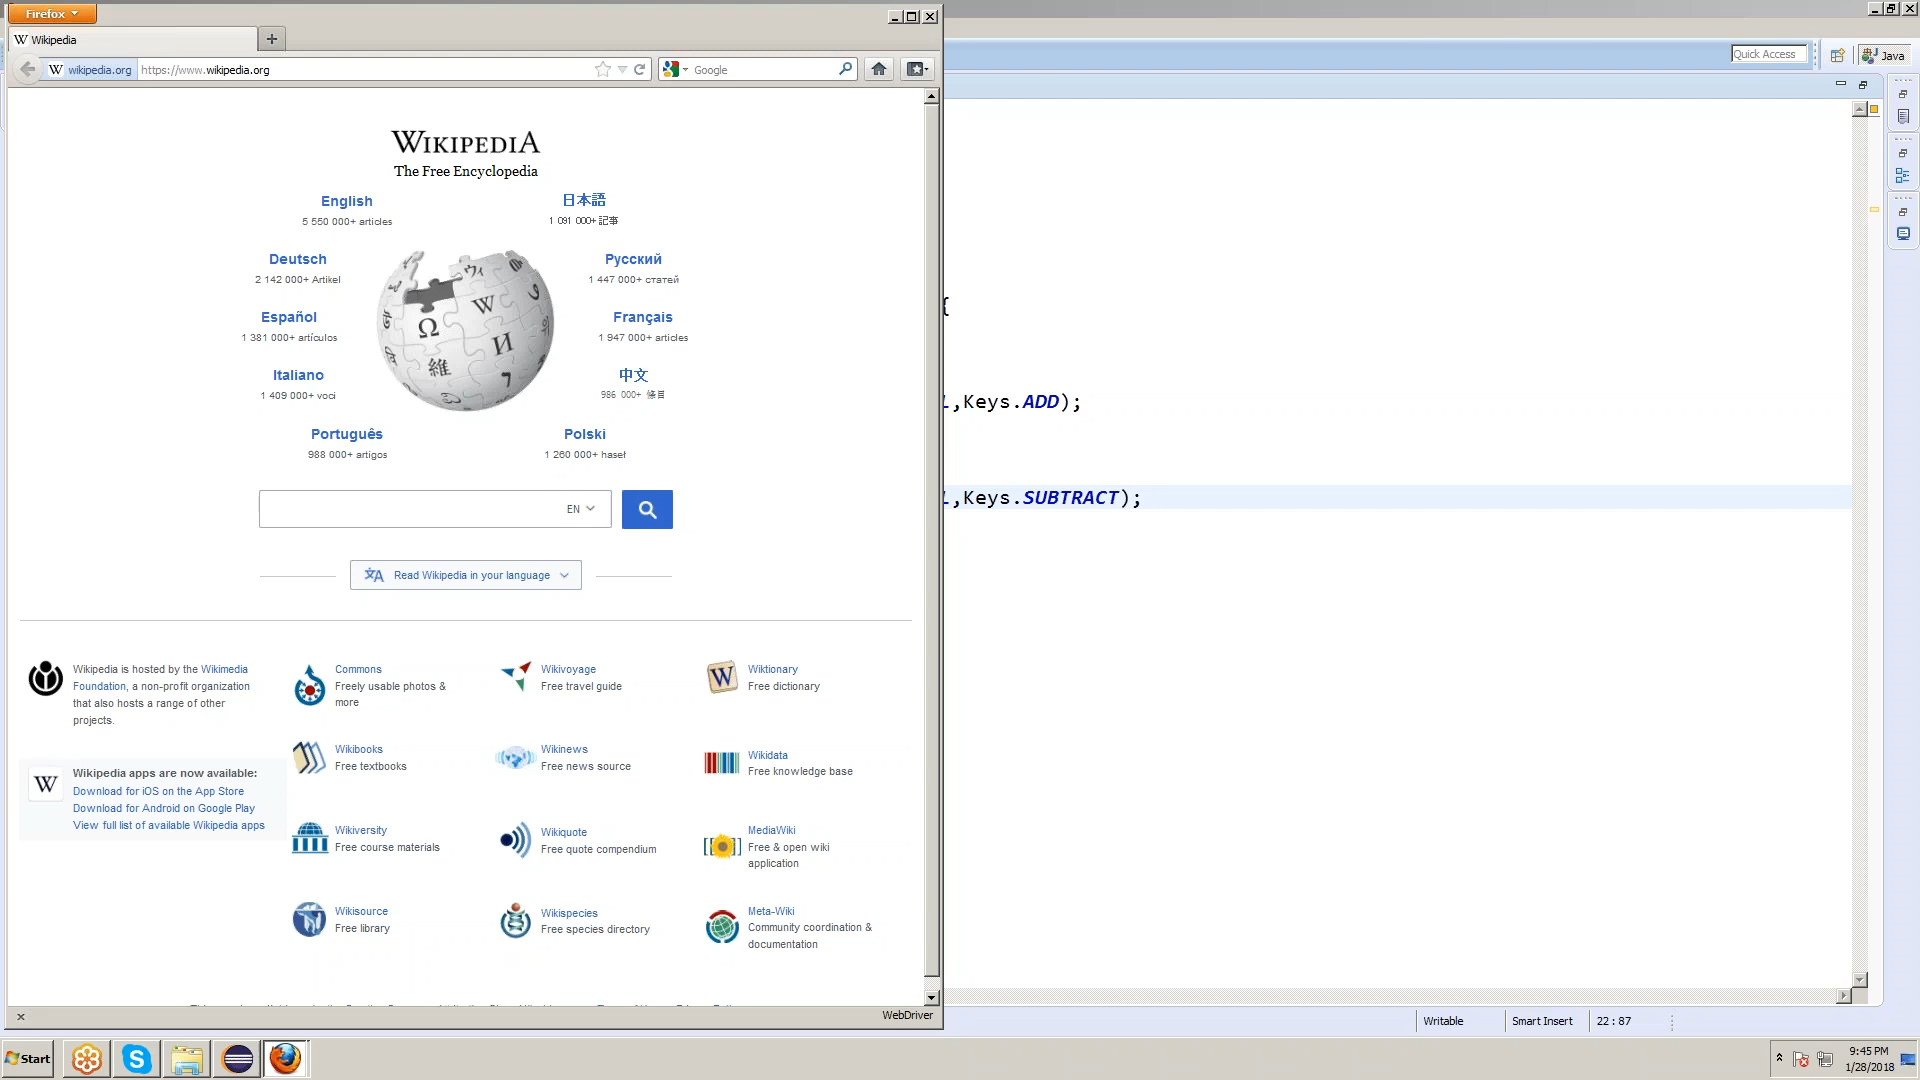 Firefox
Wikipedia
wikipedia.org
https://www.wikipedia.org
Google
Quick Access
Java
WIKIPEDIA
The Free Encyclopedia
English
5 550 000+ articles
日本語
1 091 000+ 記事
Deutsch
2 142 000+ Artikel
Русский
1 447 000+ статей
Español
1 381 000+ artículos
Français
1 947 000+ articles
Italiano
1 409 000+ voci
中文
986 000+ 條目
Português
988 000+ artigos
Polski
1 260 000+ haseł
EN
Read Wikipedia in your language
Wikipedia is hosted by the Wikimedia
Foundation, a non-profit organization
that also hosts a range of other
projects.
Wikipedia apps are now available:
Download for iOS on the App Store
Download for Android on Google Play
View full list of available Wikipedia apps
Commons
Freely usable photos &
more
Wikivoyage
Free travel guide
Wiktionary
Free dictionary
Wikibooks
Free textbooks
Wikinews
Free news source
Wikidata
Free knowledge base
Wikiversity
Free course materials
Wikiquote
Free quote compendium
MediaWiki
Free & open wiki
application
Wikisource
Free library
Wikispecies
Free species directory
Meta-Wiki
Community coordination &
documentation
WebDriver
{
,Keys.ADD);
,Keys.SUBTRACT);
Writable
Smart Insert
22 : 87
Start
9:45 PM
1/28/2018